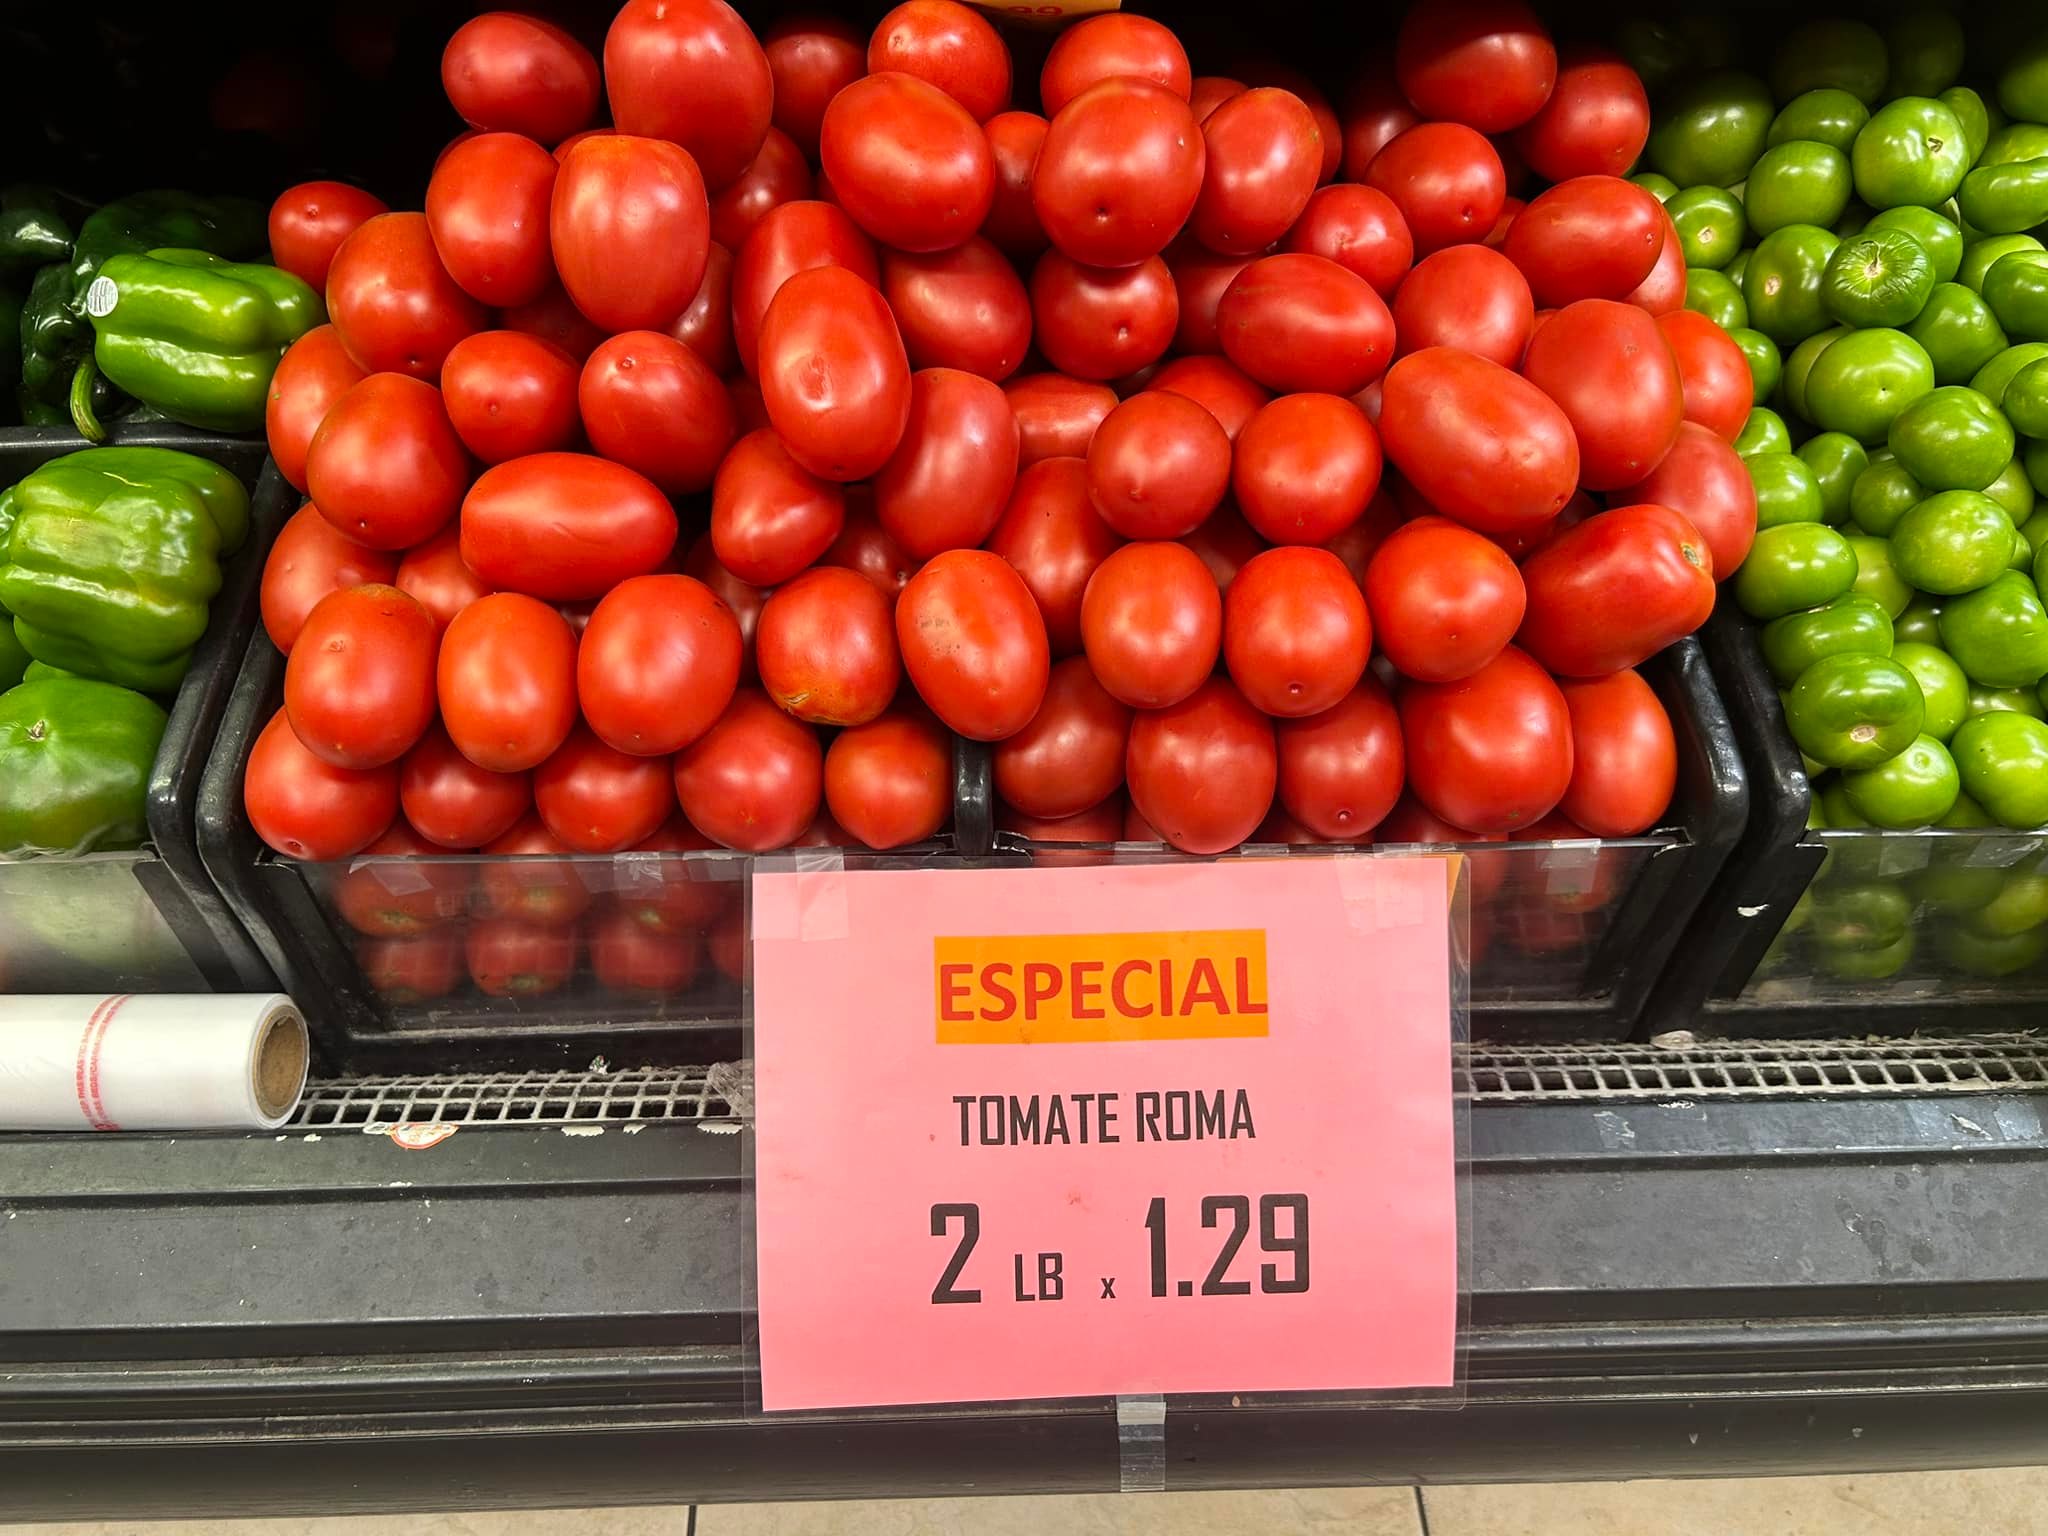 ESPECIAL
TOMATE ROMA
2 LB x 1.29